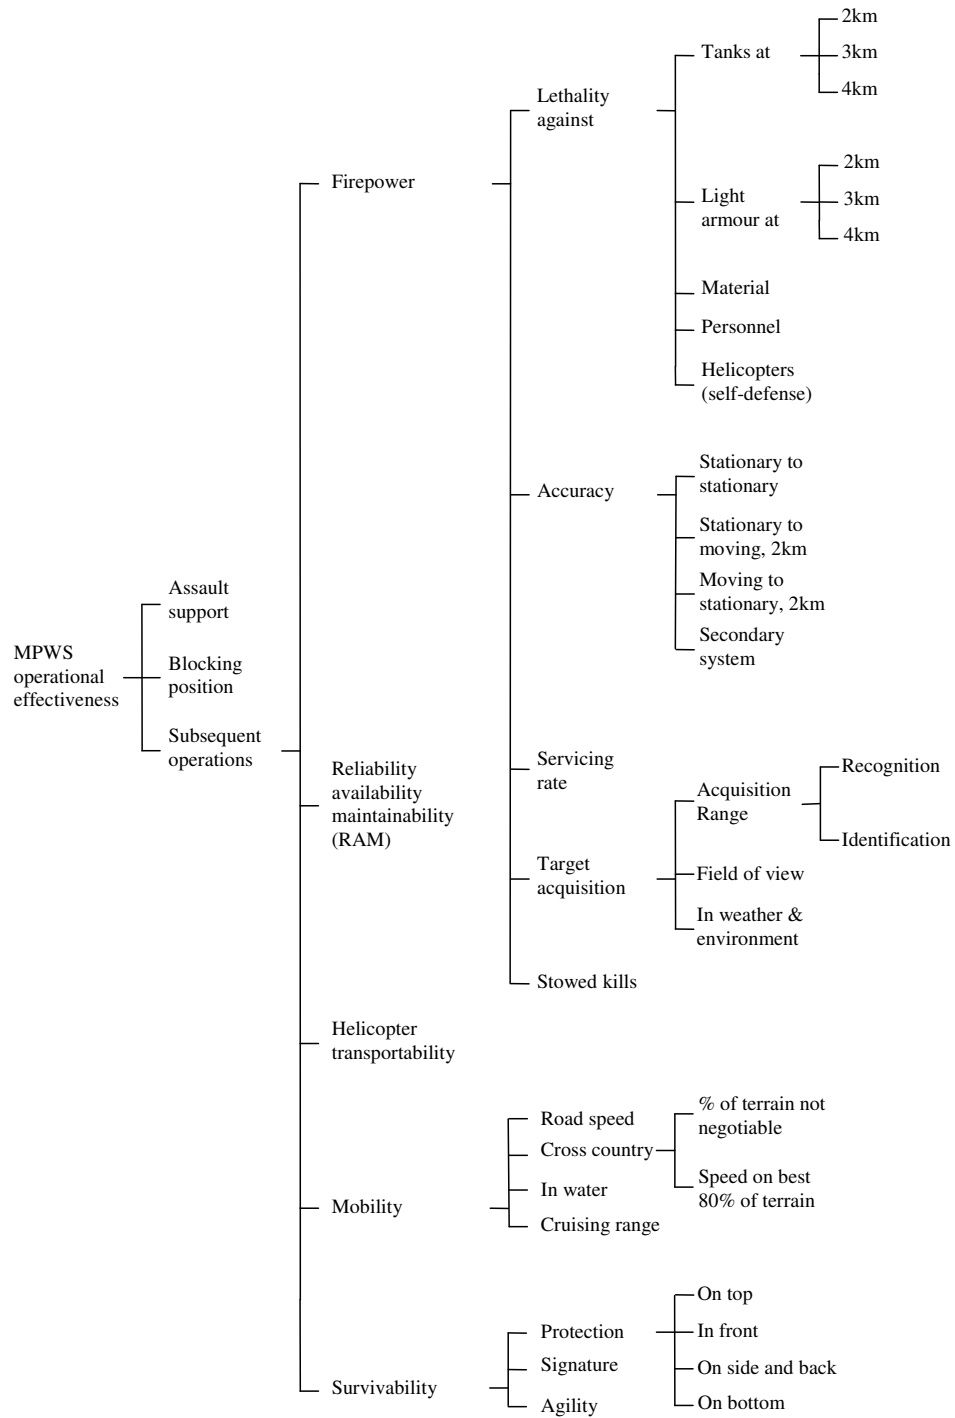 MPWS
operational
effectiveness
Assault
support
Blocking
position
Subsequent
operations
Firepower
Lethality
against
Tanks at
2km
3km
4km
Light
armour at
2km
3km
4km
Material
Personnel
Helicopters
(self-defense)
Accuracy
Stationary to
stationary
Stationary to
moving, 2km
Moving to
stationary, 2km
Secondary
system
Servicing
rate
Target
acquisition
Acquisition
Range
Recognition
Identification
Field of view
In weather &
environment
Stowed kills
Reliability
availability
maintainability
(RAM)
Helicopter
transportability
Mobility
Road speed
Cross country
% of terrain not
negotiable
Speed on best
80% of terrain
In water
Cruising range
Survivability
Protection
On top
In front
On side and back
On bottom
Signature
Agility